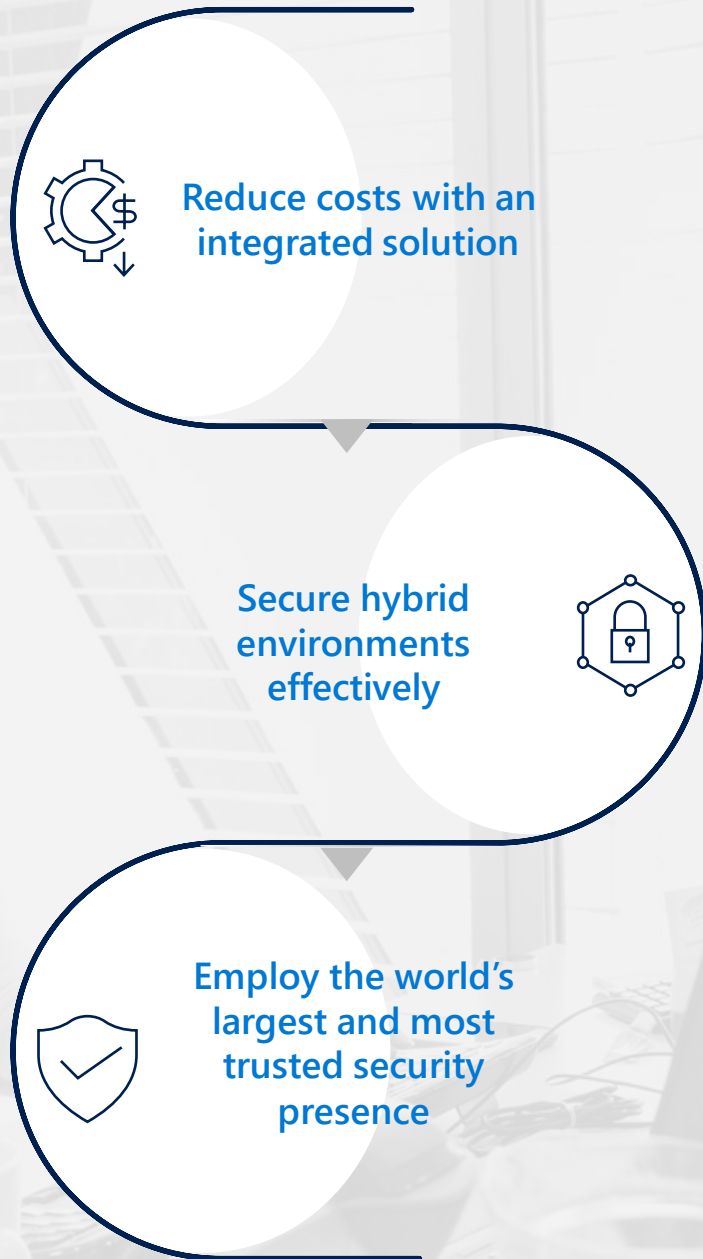 Reduce costs with an
integrated solution
Secure hybrid
environments
effectively
Employ the world’s
largest and most
trusted security
presence